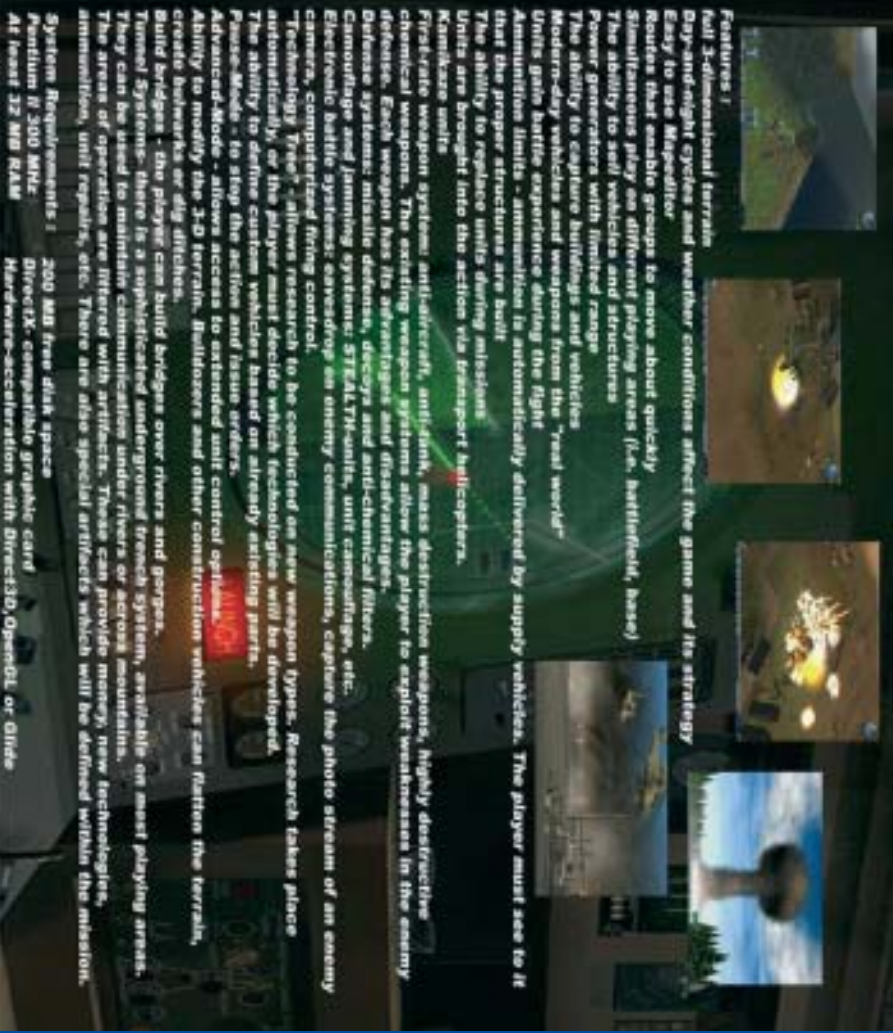 Features :
full 3-dimensional terrain
Day-and-night cycles and weather conditions affect the game and its strategy
Easy to use Mapeditor
Routes that enable groups to move about quickly
Simultaneous play on different playing areas (i.e. battlefield, base)
The ability to sell vehicles and structures
Power generators with limited range
The ability to capture buildings and vehicles
Modern-day vehicles and weapons from the "real world"
Units gain battle experience during the fight
Ammunition limits - ammunition is automatically delivered by supply vehicles. The player must see to it
that the proper structures are built
The ability to replace units during missions
Units are brought into the action via transport helicopters.
Kamikaze units
First-rate weapon system: anti-aircraft, anti-tank, mass destruction weapons, highly destructive
chemical weapons. The existing weapon systems allow the player to exploit weaknesses in the enemy
defense. Each weapon has its advantages and disadvantages.
Defense systems: missile defense, decoys and anti-chemical filters.
Camouflage and jamming systems: STEALTH-units, unit camouflage, etc.
Electronic battle systems: eavesdrop on enemy communications, capture the photo stream of an enemy
camera, computerized firing control.
"Technology Tree": allows research to be conducted on new weapon types. Research takes place
automatically, or the player must decide which technologies will be developed.
The ability to define custom vehicles based on already existing parts.
Pause-Mode - to stop the action and issue orders.
Advanced-Mode - allows access to extended unit control options.
Ability to modify the 3-D terrain. Bulldozers and other construction vehicles can flatten the terrain,
create bulwarks or dig ditches.
Build bridges - the player can build bridges over rivers and gorges.
Tunnel Systems- there is a sophisticated underground trench system, available on most playing areas.
They can be used to maintain communication under rivers or across mountains.
The areas of operation are littered with artifacts. These can provide money, new technologies,
ammunition, unit repairs, etc. There are also special artifacts which will be defined within the mission.
System Requirements :
Pentium II 300 MHz
At least 32 MB RAM
200 MB free disk space
DirectX- compatible graphic card
Hardware-acceleration with Direct3D,OpenGL or Glide
LAUNCH